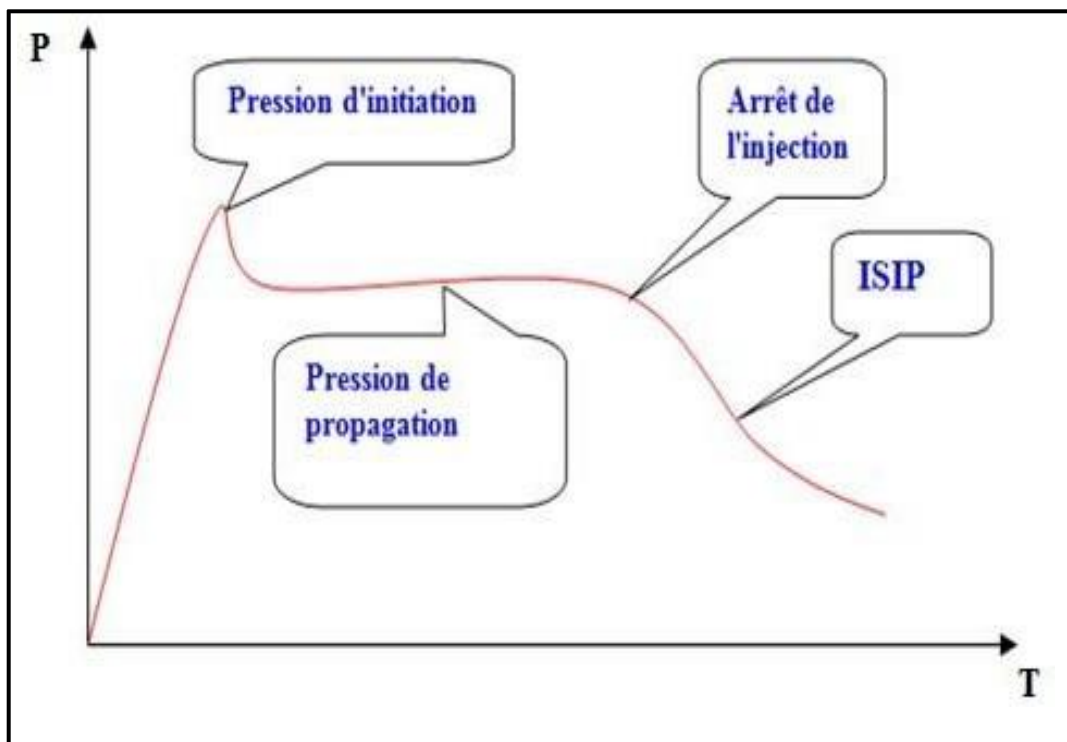 P
Pression d'initiation
Arrêt de
l'injection
ISIP
Pression de
propagation
T